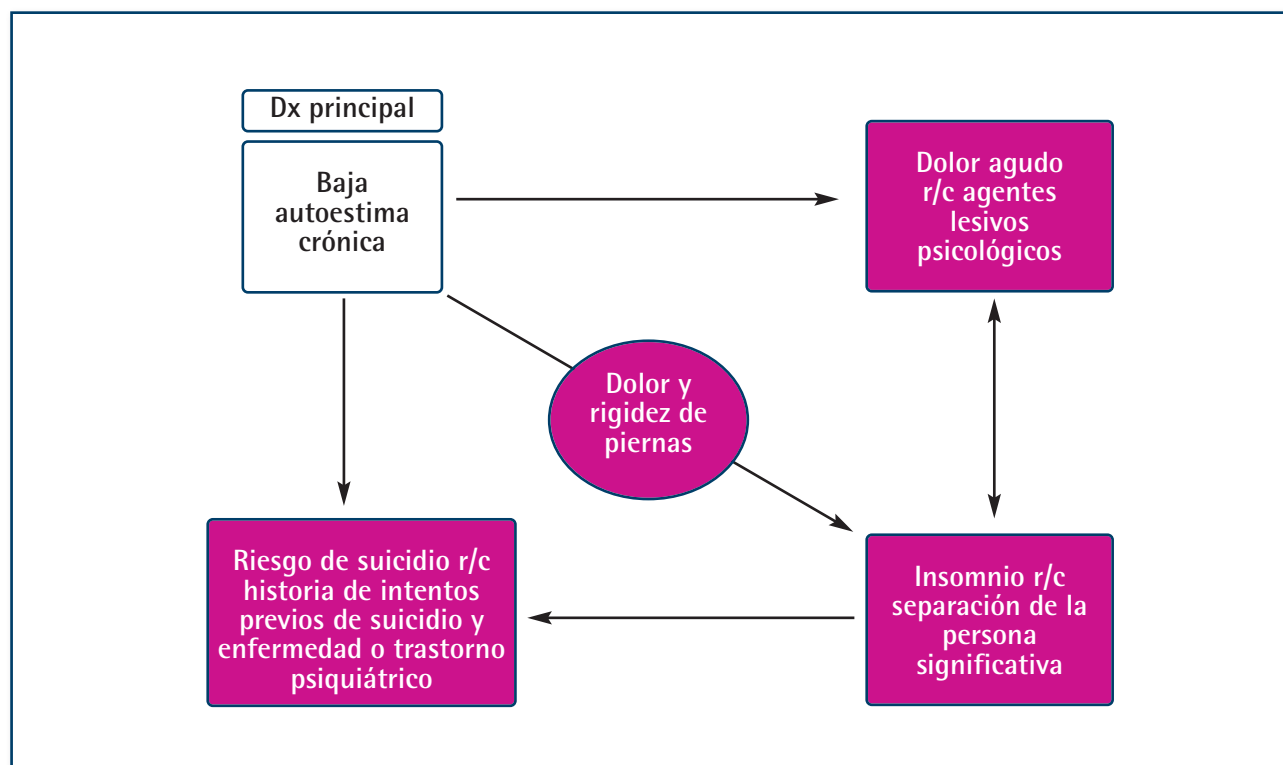 Dx principal
Baja
autoestima
crónica
Dolor agudo
r/c agentes
lesivos
psicológicos
Dolor y
rigidez de
piernas
Riesgo de suicidio r/c
historia de intentos
previos de suicidio y
enfermedad o trastorno
psiquiátrico
Insomnio r/c
separación de la
persona
significativa